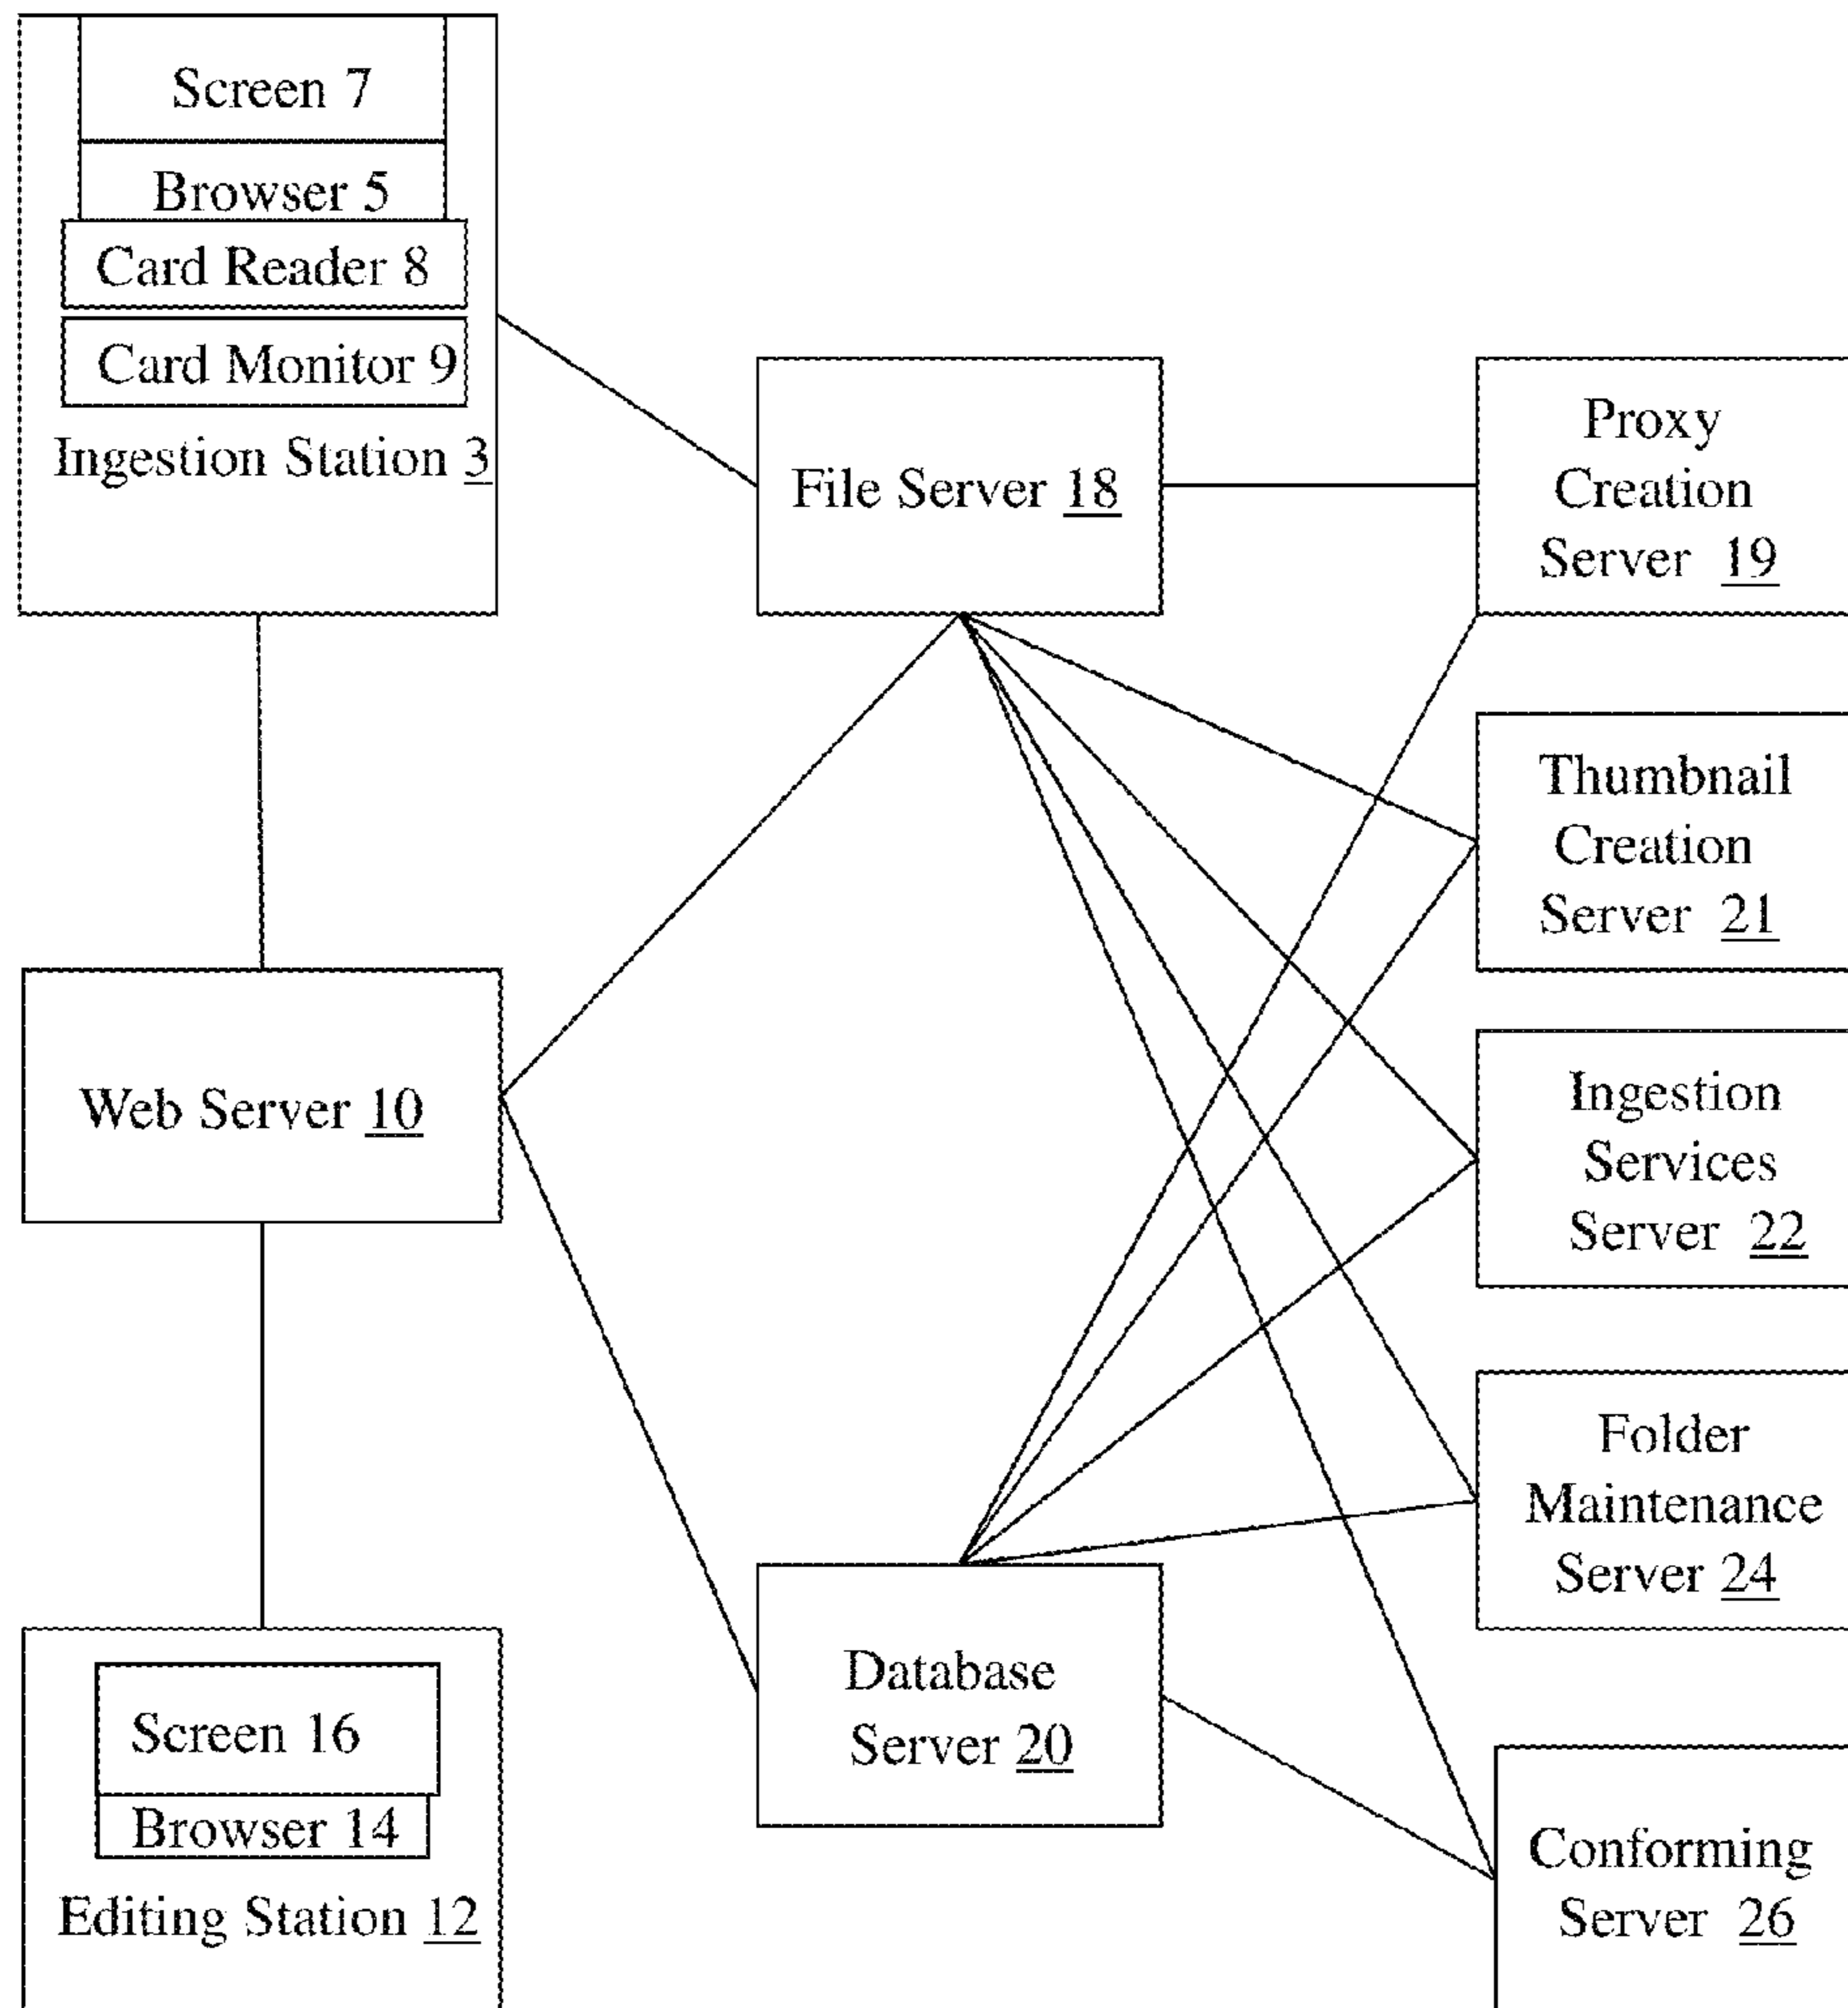 Screen 7
Browser 5
Card Reader 8
Card Monitor 9
Ingestion Station 3
File Server 18
Proxy
Creation
Server 19
Thumbnail
Creation
Server 21
Web Server 10
Ingestion
Services
Server 22
Folder
Maintenance
Server 24
Database
Server 20
Screen 16
Browser 14
Editing Station 12
Conforming
Server 26